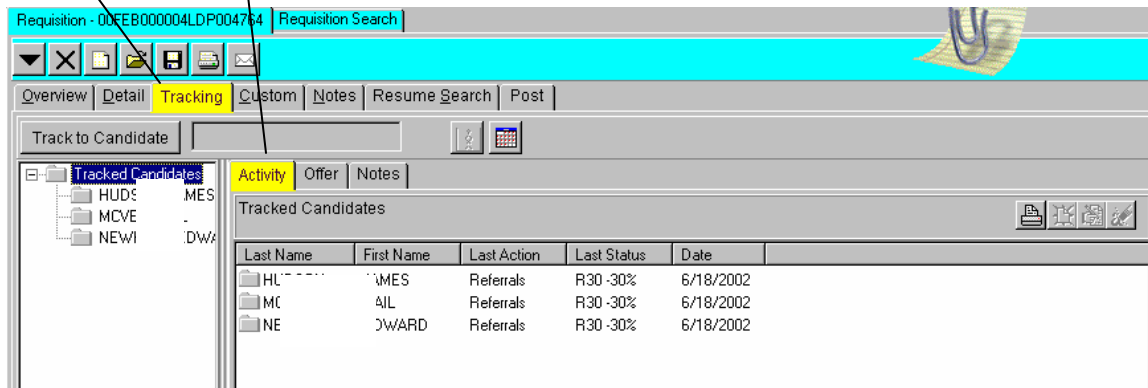 Requisition - 00FEB000004LDP004764 Requisition Search
Overview Detail Tracking Custom Notes Resume Search Post
Track to Candidate
Tracked Candidates
Activity Offer Notes
Tracked Candidates
Last Name First Name Last Action Last Status Date
Referrals R30 -30% 6/18/2002
Referrals R30 -30% 6/18/2002
Referrals R30 -30% 6/18/2002